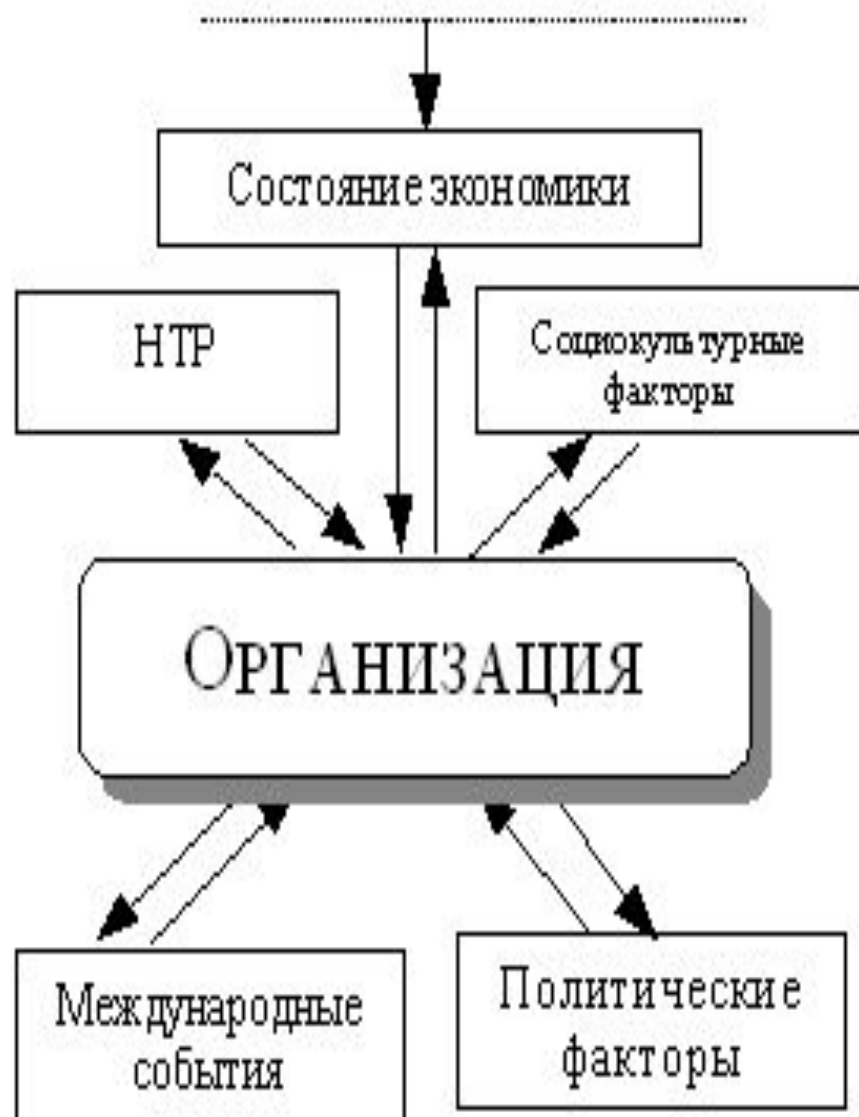 Состояние экономики
НТР
Социокультурные
факторы
ОРГАНИЗАЦИЯ
Международные
события
Политические
факторы